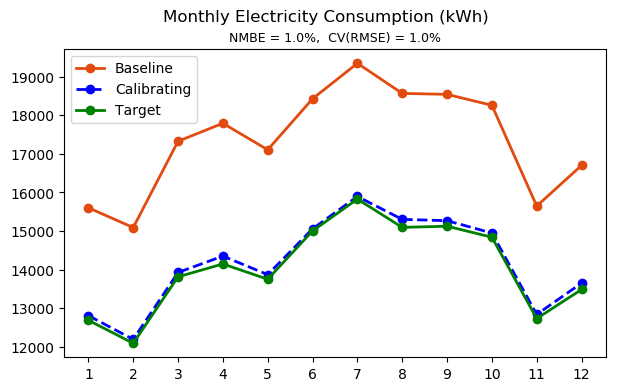 Monthly Electricity Consumption (kWh)
NMBE = 1.0%,  CV(RMSE) = 1.0%
Baseline
Calibrating
Target
19000
18000
17000
16000
15000
14000
13000
12000
1 2 3 4 5 6 7 8 9 10 11 12